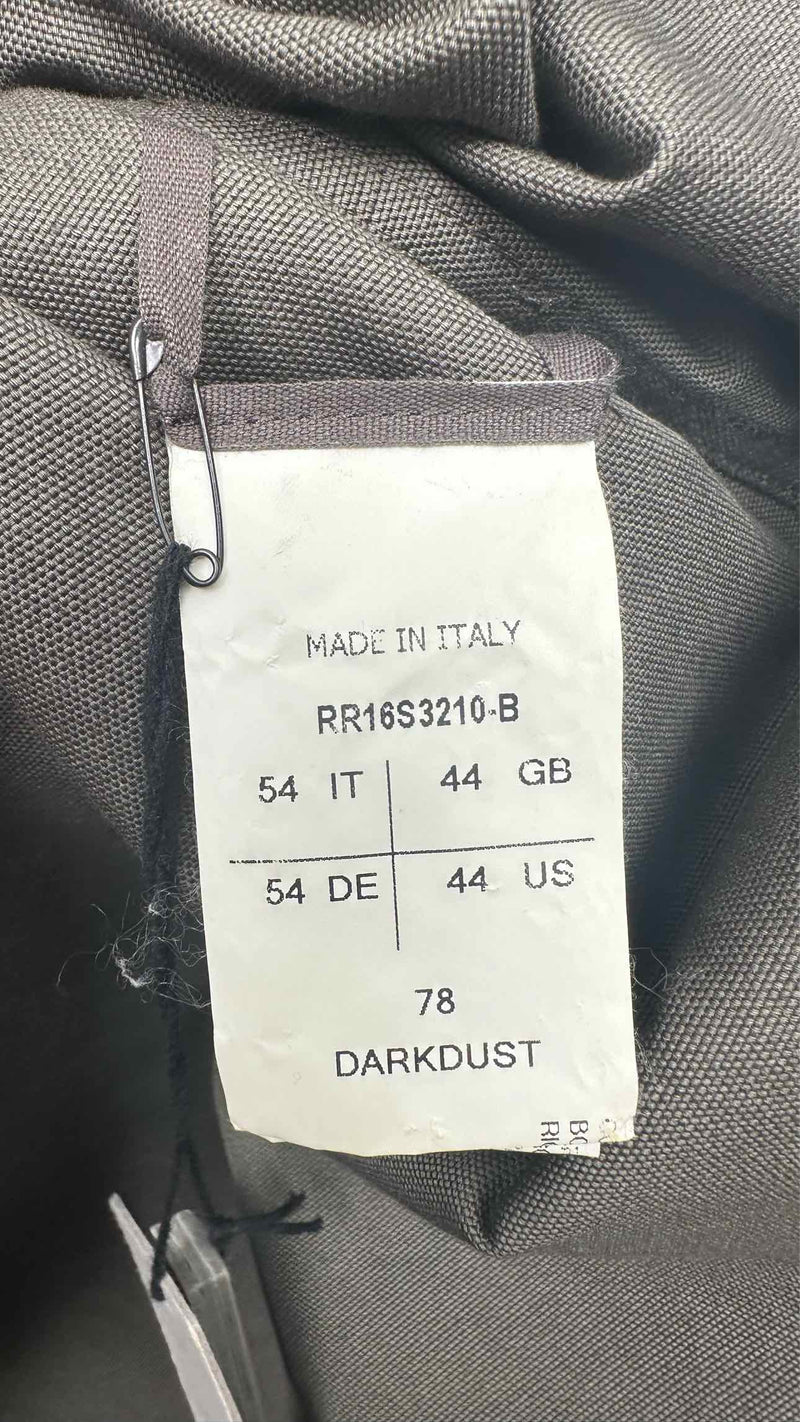 MADE IN ITALY
RR16S3210-B
54 IT 44 GB
54 DE 44 US
78
DARKDUST